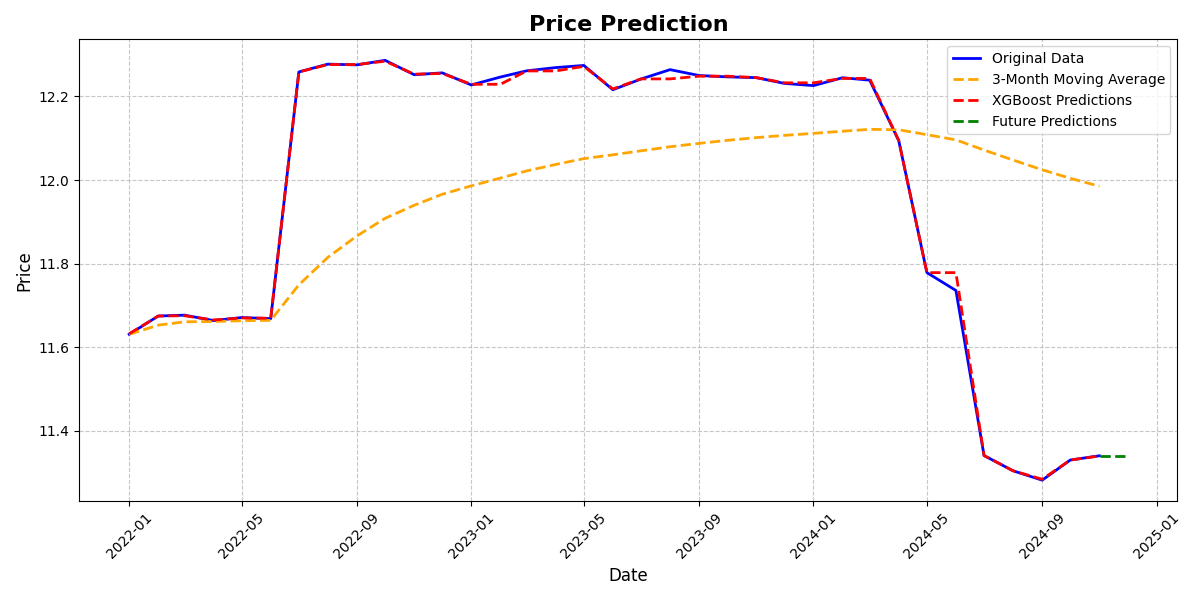 Price Prediction
Original Data
3-Month Moving Average
XGBoost Predictions
Future Predictions
Price
12.2
12.0
11.8
11.6
11.4
2022-01
2022-05
2022-09
2023-01
2023-05
2023-09
2024-01
2024-05
2024-09
2025-01
Date